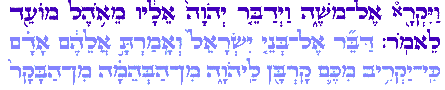 וַיִּקְרָ֖א אֶל־מֹשֶׁ֑ה וַיְדַבֵּ֤ר יְהוָה֙ אֵלָ֔יו מֵאֹ֥הֶל מוֹעֵ֖ד
לֵאמֹֽר׃ דַּבֵּ֞ר אֶל־בְּנֵ֤י יִשְׂרָאֵל֙ וְאָמַרְתָּ֣ אֲלֵהֶ֔ם אָדָ֗ם
כִּֽי־יַקְרִ֥יב מִכֶּ֛ם קָרְבָּ֖ן לַֽיהוָ֑ה מִן־הַבְּהֵמָ֗ה מִן־הַבָּקָר֙